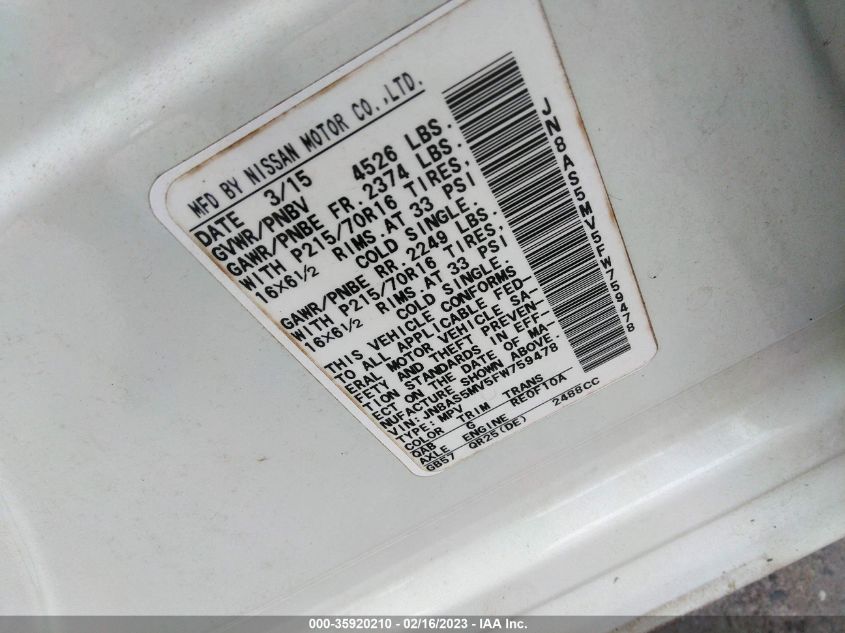 MFD BY NISSAN MOTOR CO.,LTD.
DATE 3/15
GVWR/PNBV 4526 LBS.
GAWR/PNBE FR. 2374 LBS.
WITH P215/70R16 TIRES,
16X6½ RIMS.AT 33 PSI
COLD SINGLE.
GAWR/PNBE RR. 2249 LBS.
WITH P215/70R16 TIRES,
16X6½ RIMS.AT 33 PSI
COLD SINGLE.
THIS VEHICLE CONFORMS
TO ALL APPLICABLE FED-
ERAL MOTOR VEHICLE SA-
FETY AND THEFT PREVEN-
TION STANDARDS IN EFF-
ECT ON THE DATE OF MA-
NUFACTURE SHOWN ABOVE.
VIN:JN8AS5MV5FW759478
TYPE:MPV
COLOR TRIM TRANS
QAB G RE0F10A
AXLE ENGINE
GB57 QR25(DE) 2488CC
JN8AS5MV5FW759478
000-35920210 - 02/16/2023 - IAA Inc.